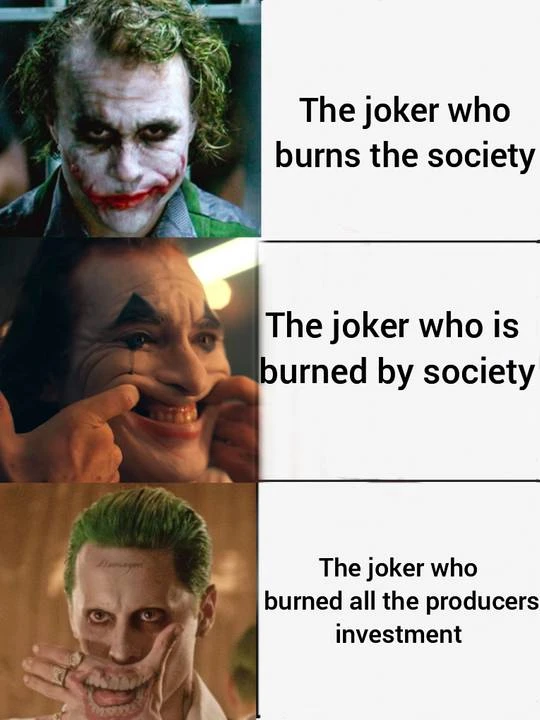 The joker who
burns the society
The joker who is
burned by society
Damaged
The joker who
burned all the producers
investment